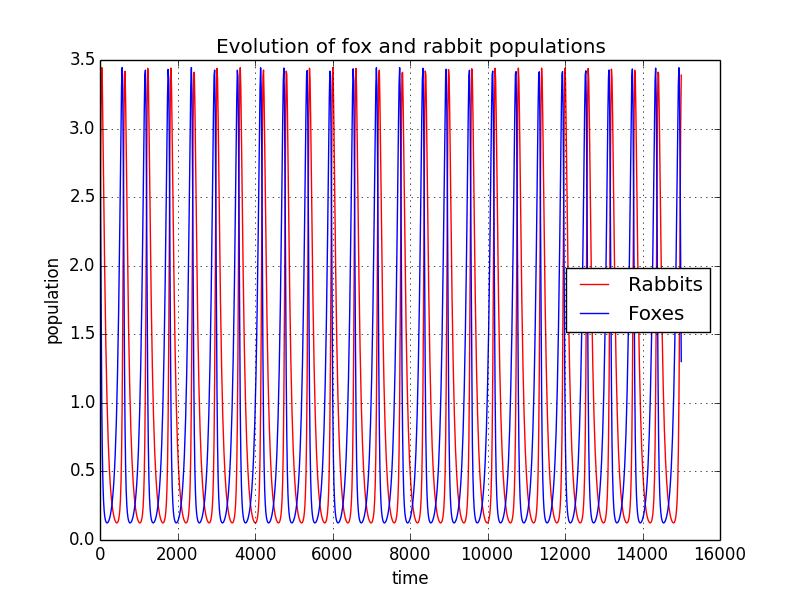 Evolution of fox and rabbit populations
3.5
3.0
2.5
2.0
1.5
1.0
0.5
0.0
population
Rabbits
Foxes
0 2000 4000 6000 8000 10000 12000 14000 16000
time